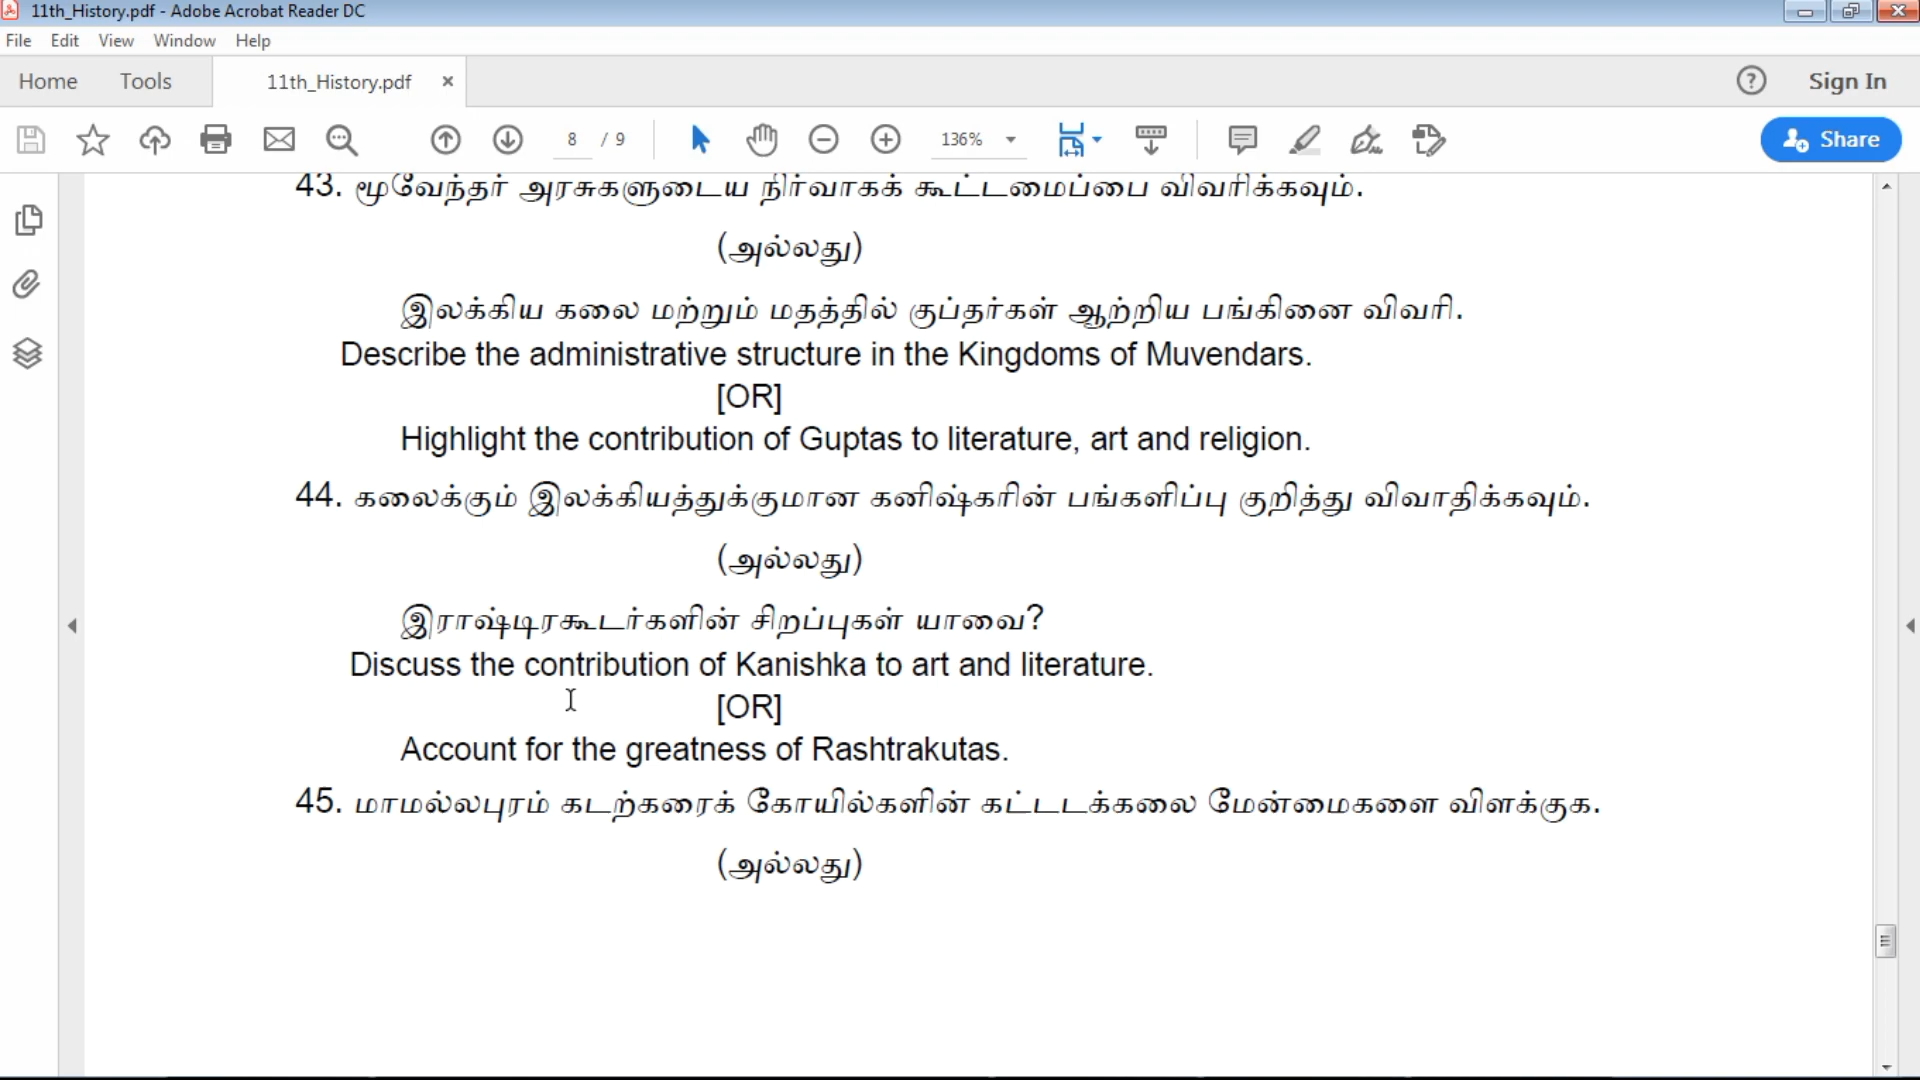 11th_History.pdf - Adobe Acrobat Reader DC
File Edit View Window Help
Home Tools 11th_History.pdf × ? Sign In
8 / 9 136% Share
43. மூவேந்தர் அரசுகளுடைய நிர்வாகக் கூட்டமைப்பை விவரிக்கவும்.
(அல்லது)
இலக்கிய கலை மற்றும் மதத்தில் குப்தர்கள் ஆற்றிய பங்கினை விவரி.
Describe the administrative structure in the Kingdoms of Muvendars.
[OR]
Highlight the contribution of Guptas to literature, art and religion.
44. கலைக்கும் இலக்கியத்துக்குமான கனிஷ்கரின் பங்களிப்பு குறித்து விவாதிக்கவும்.
(அல்லது)
இராஷ்டிரகூடர்களின் சிறப்புகள் யாவை?
Discuss the contribution of Kanishka to art and literature.
[OR]
Account for the greatness of Rashtrakutas.
45. மாமல்லபுரம் கடற்கரைக் கோயில்களின் கட்டடக்கலை மேன்மைகளை விளக்குக.
(அல்லது)